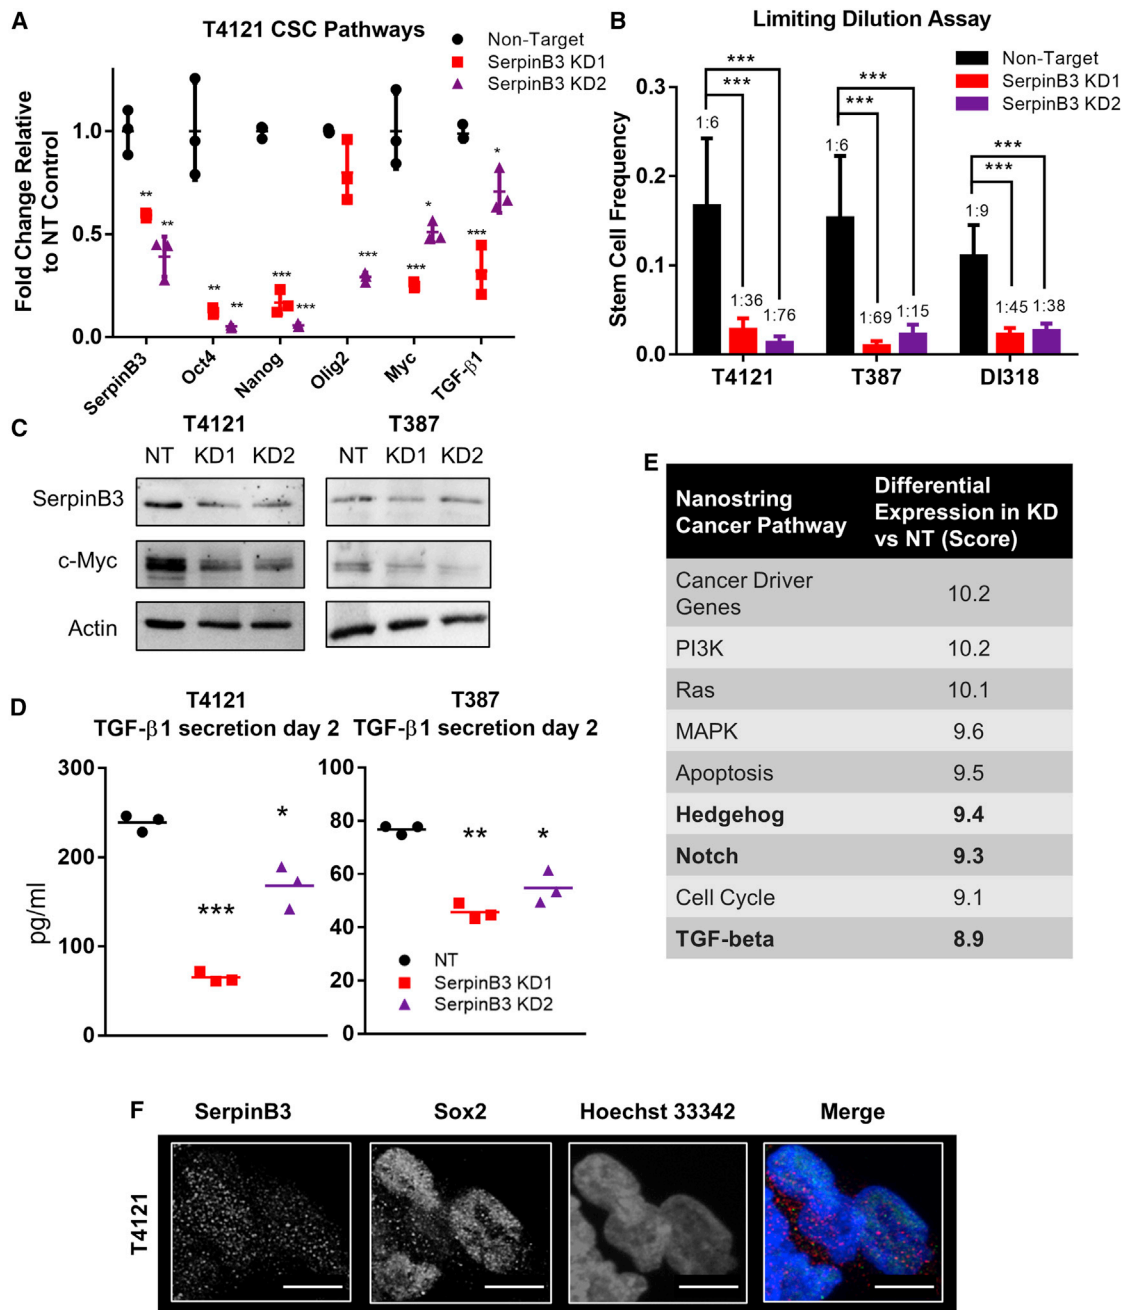 A
T4121 CSC Pathways
Non-Target
SerpinB3 KD1
SerpinB3 KD2
Fold Change Relative
to NT Control
1.0
0.5
0.0
**
**
**
**
***
***
***
***
*
***
*
SerpinB3
Oct4
Nanog
Olig2
Myc
TGF-β1
B
Limiting Dilution Assay
Non-Target
SerpinB3 KD1
SerpinB3 KD2
Stem Cell Frequency
0.3
0.2
0.1
0.0
***
***
***
***
***
***
1:6
1:36
1:76
1:6
1:69
1:15
1:9
1:45
1:38
T4121
T387
DI318
C
T4121
T387
NT KD1 KD2
NT KD1 KD2
SerpinB3
c-Myc
Actin
D
T4121
TGF-β1 secretion day 2
pg/ml
300
200
100
0
***
*
T387
TGF-β1 secretion day 2
100
80
60
40
20
0
**
*
NT
SerpinB3 KD1
SerpinB3 KD2
E
Nanostring
Cancer Pathway
Differential
Expression in KD
vs NT (Score)
Cancer Driver
Genes
10.2
PI3K 10.2
Ras 10.1
MAPK 9.6
Apoptosis 9.5
Hedgehog 9.4
Notch 9.3
Cell Cycle 9.1
TGF-beta 8.9
F
SerpinB3
Sox2
Hoechst 33342
Merge
T4121